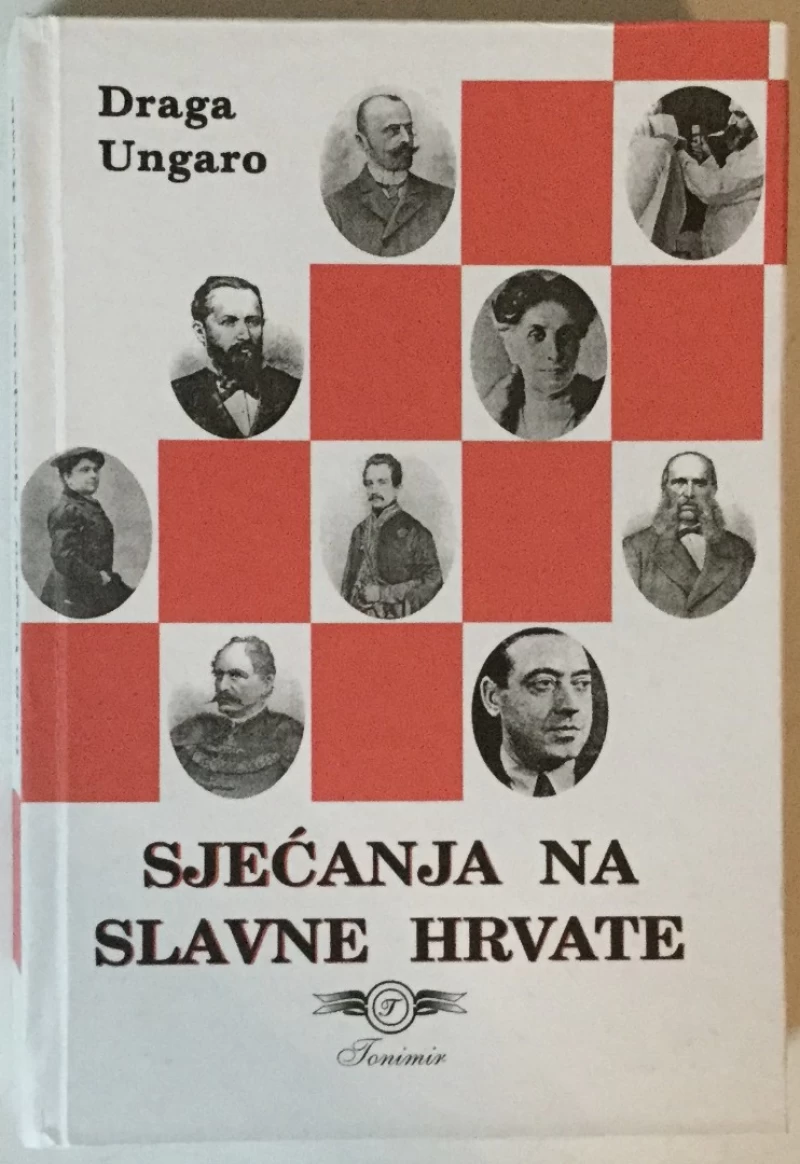 Draga
Ungaro
SJEĆANJA NA
SLAVNE HRVATE
T
Tonimir